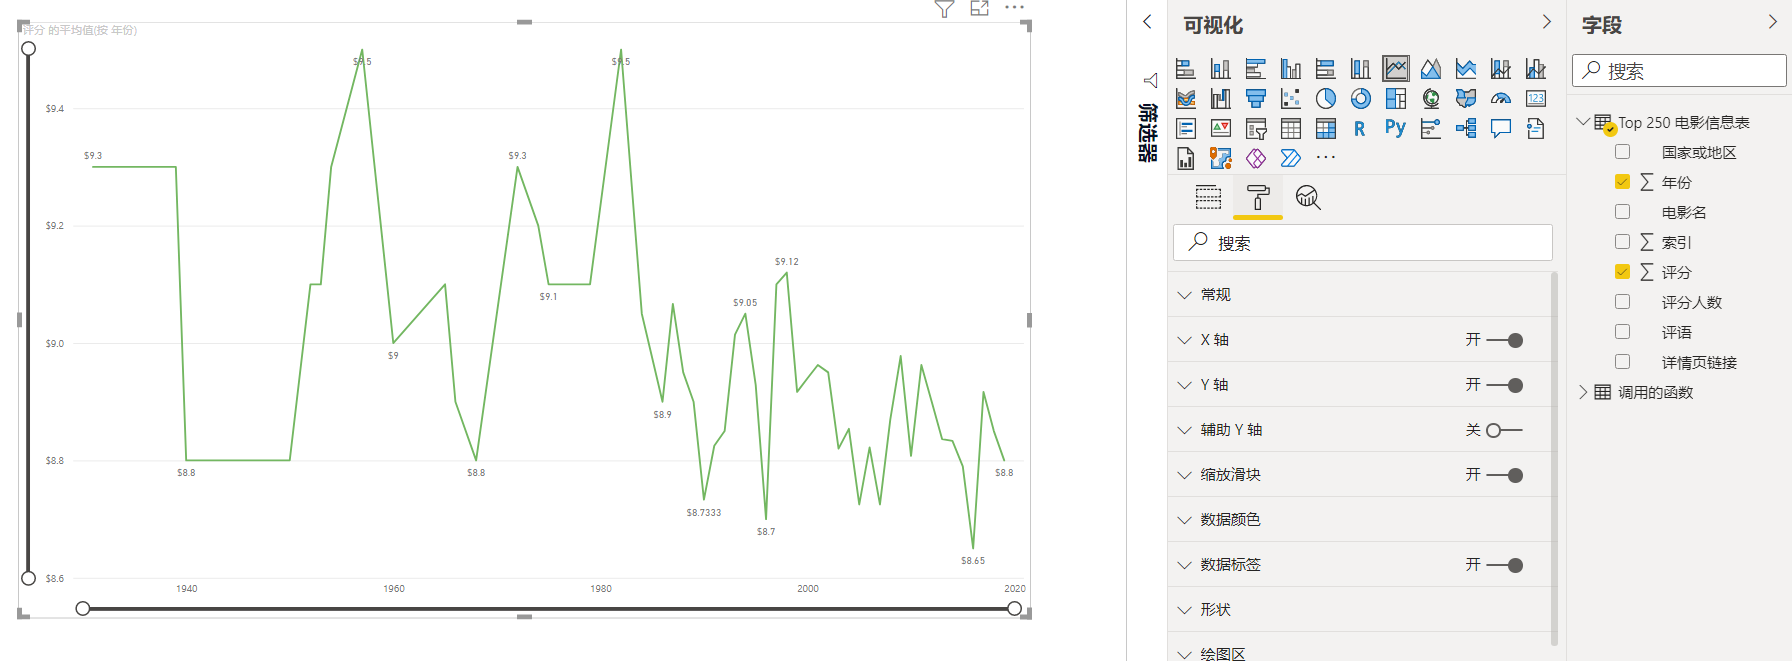 评分 的平均值(按 年份)
$9.5
$9.5
$9.4
$9.3
$9.3
$9.12
$9.2
$9.1
$9.05
$9.0
$9
$8.9
$8.8
$8.8
$8.8
$8.8
$8.7333
$8.7
$8.65
$8.6
1940
1960
1980
2000
2020
筛选器
可视化
123
R
Py
搜索
常规
X 轴
开
Y 轴
开
辅助 Y 轴
关
缩放滑块
开
数据颜色
数据标签
开
形状
绘图区
字段
搜索
Top 250 电影信息表
国家或地区
年份
电影名
索引
评分
评分人数
评语
详情页链接
调用的函数